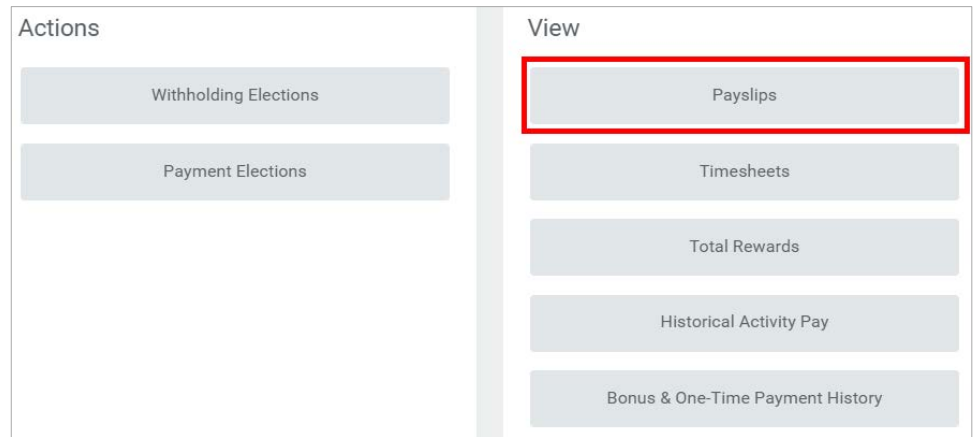 Actions
Withholding Elections
Payment Elections
View
Payslips
Timesheets
Total Rewards
Historical Activity Pay
Bonus & One-Time Payment History